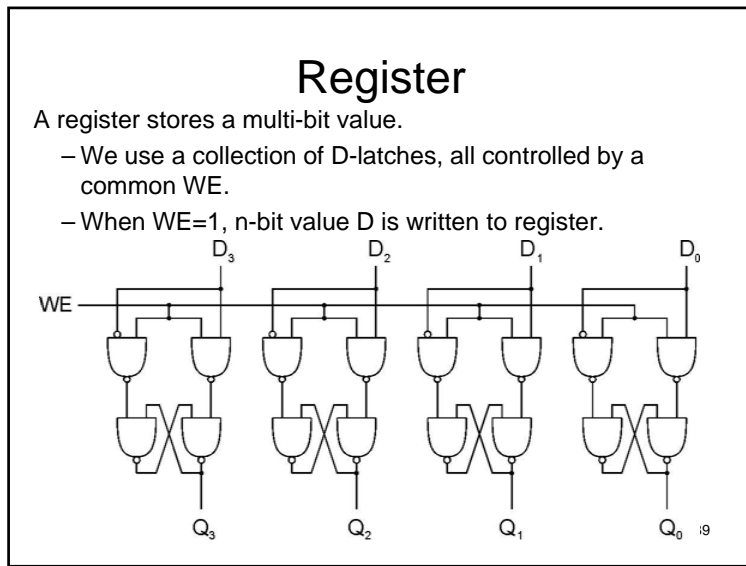 Register
A register stores a multi-bit value.
– We use a collection of D-latches, all controlled by a
common WE.
– When WE=1, n-bit value D is written to register.
D3 D2 D1 D0
WE
Q3 Q2 Q1 Q0